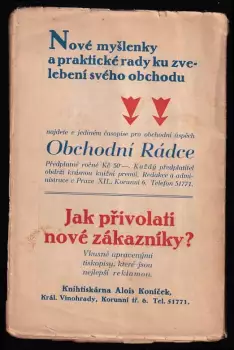 Nové myšlenky
a praktické rady ku zve-
lebení svého obchodu
najdete v jediném časopise pro obchodní úspěch
Obchodní Rádce
Předplatné ročně Kč 50—. Každý předplatitel
obdrží krásnou knižní premii. Redakce a admi-
nistrace v Praze XII., Korunní 6. Telefon 51771.
Jak přivolati
nové zákazníky?
Vkusně upravenými
tiskopisy, které jsou
nejlepší reklamou.
Knihtiskárna Alois Koníček,
Král. Vinohrady, Korunní tř. 6. Tel. 51771.